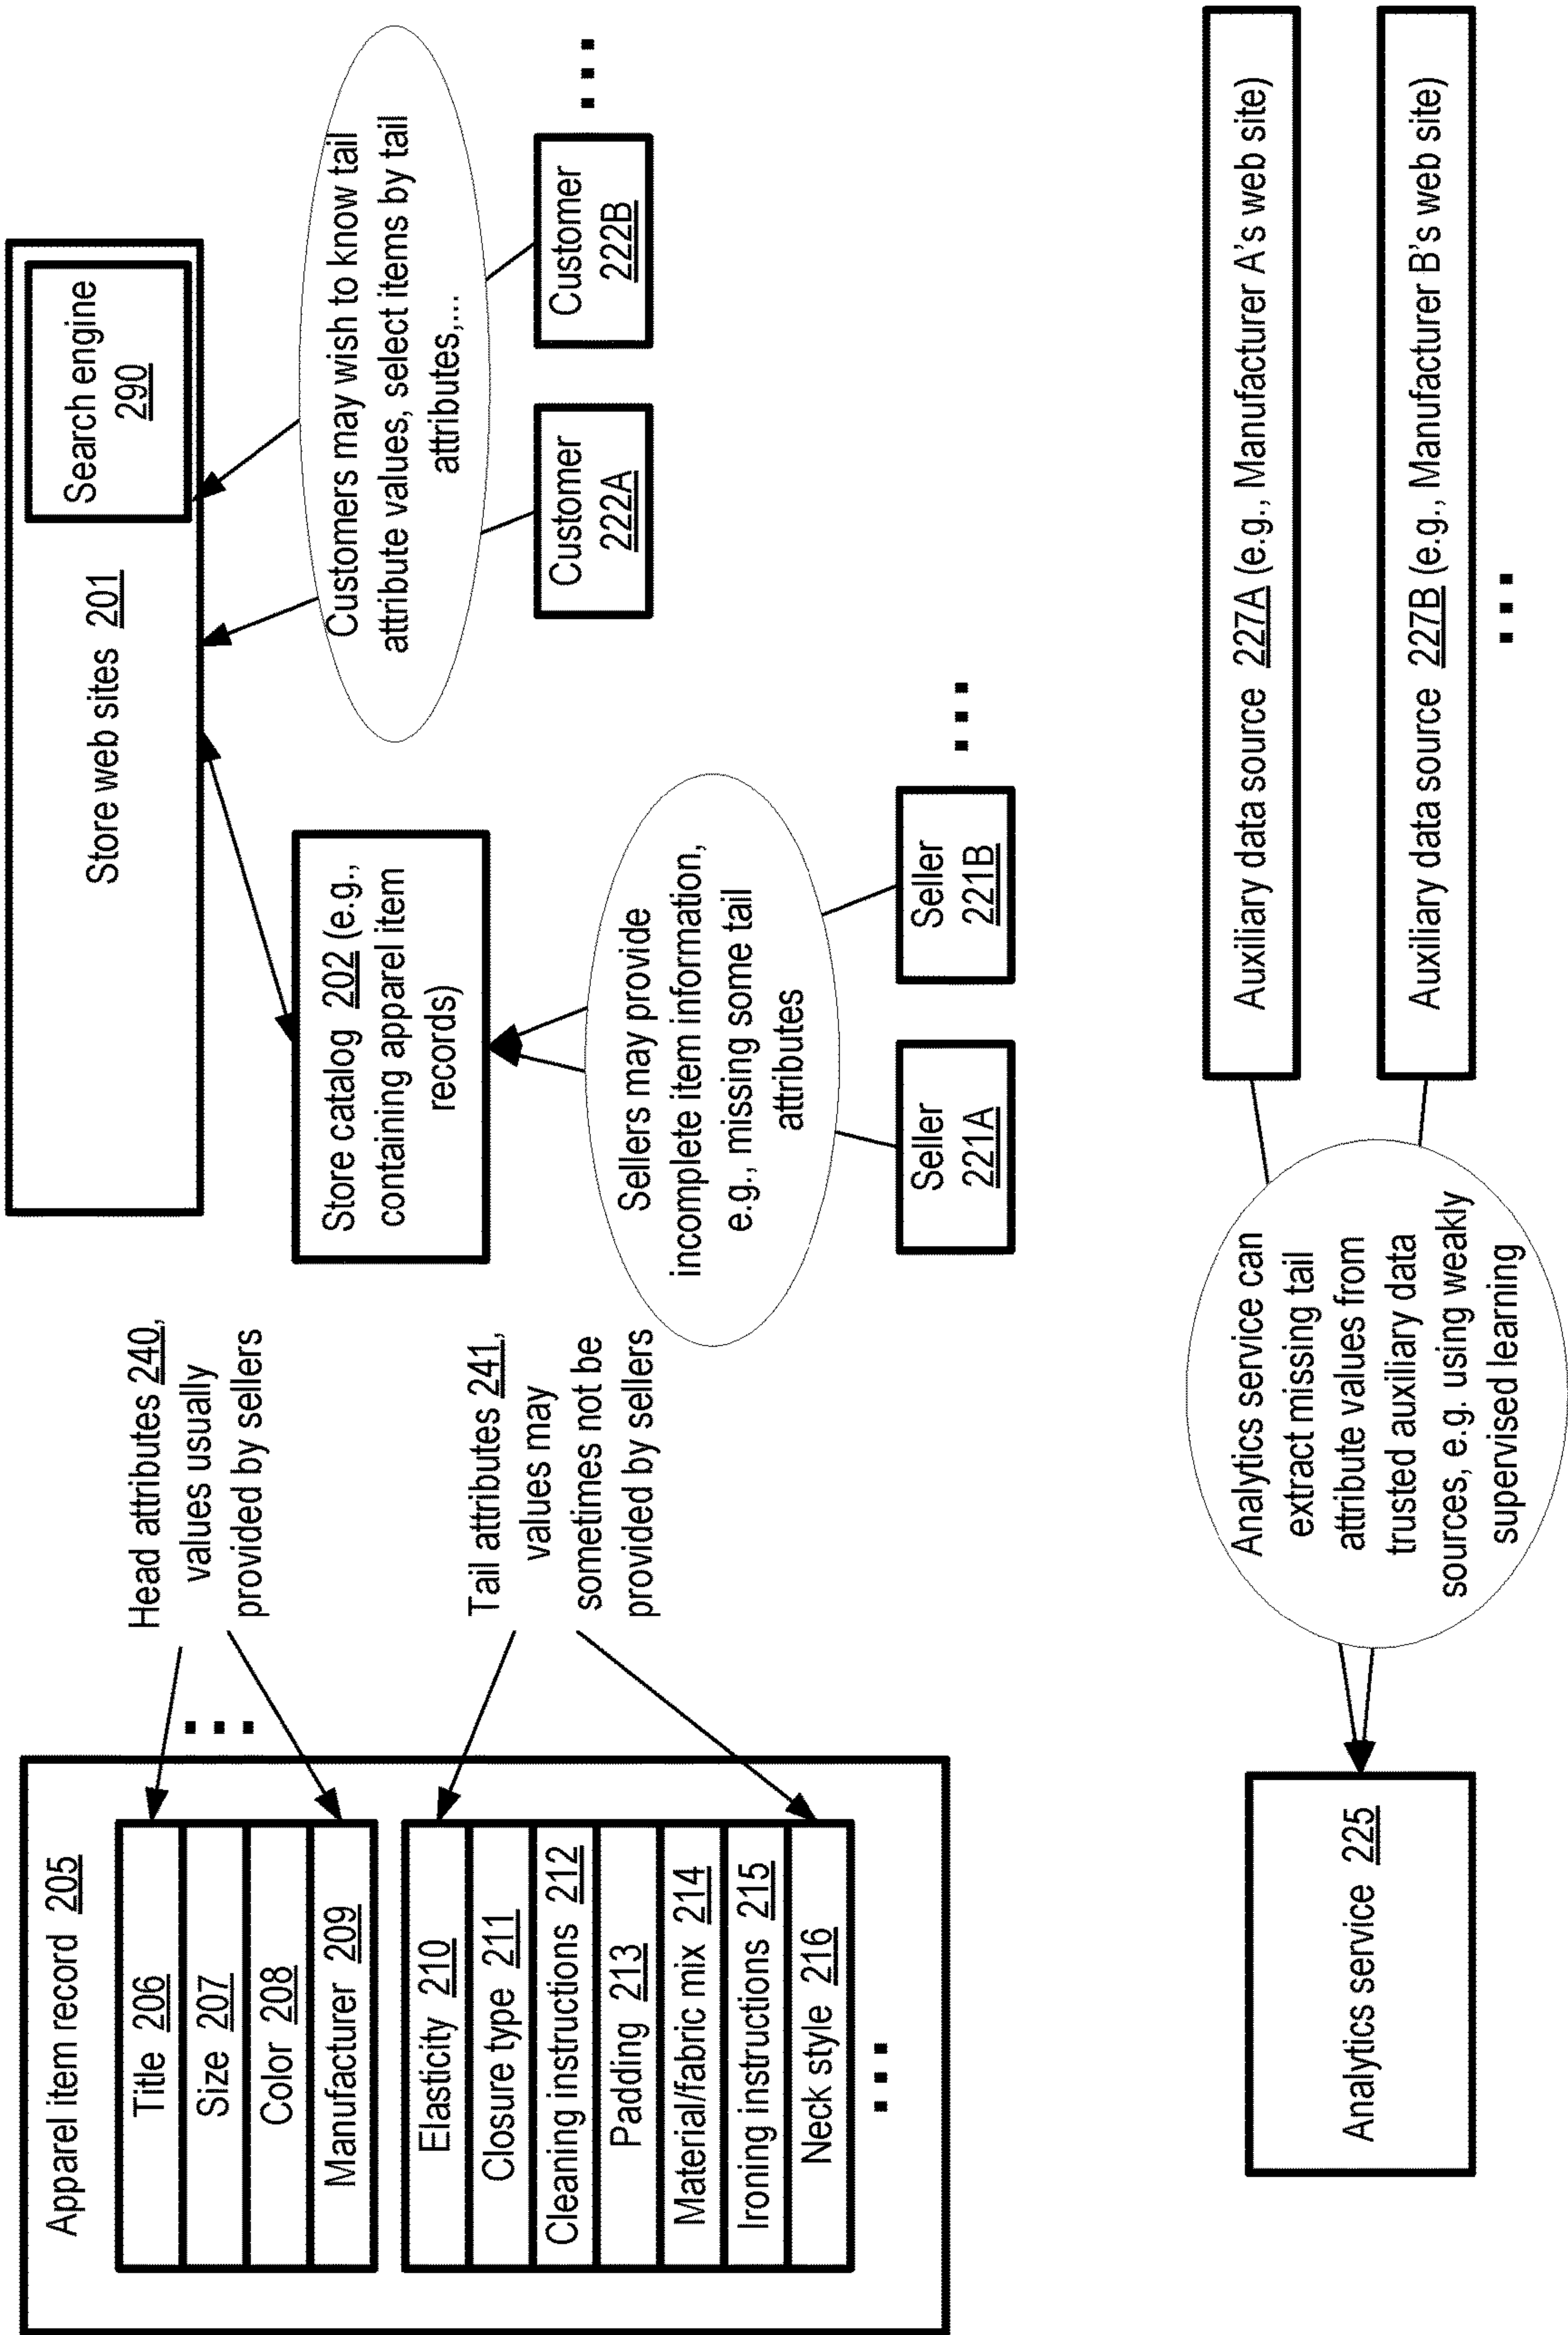 Apparel item record 205
Title 206
Size 207
Color 208
Manufacturer 209
Elasticity 210
Closure type 211
Cleaning instructions 212
Padding 213
Material/fabric mix 214
Ironing instructions 215
Neck style 216
Head attributes 240,
values usually
provided by sellers
Tail attributes 241,
values may
sometimes not be
provided by sellers
Store web sites 201
Search engine
290
Store catalog 202 (e.g.,
containing apparel item
records)
Customers may wish to know tail
attribute values, select items by tail
attributes,...
Customer
222A
Customer
222B
Sellers may provide
incomplete item information,
e.g., missing some tail
attributes
Seller
221A
Seller
221B
Analytics service 225
Analytics service can
extract missing tail
attribute values from
trusted auxiliary data
sources, e.g. using weakly
supervised learning
Auxiliary data source 227A (e.g., Manufacturer A's web site)
Auxiliary data source 227B (e.g., Manufacturer B's web site)